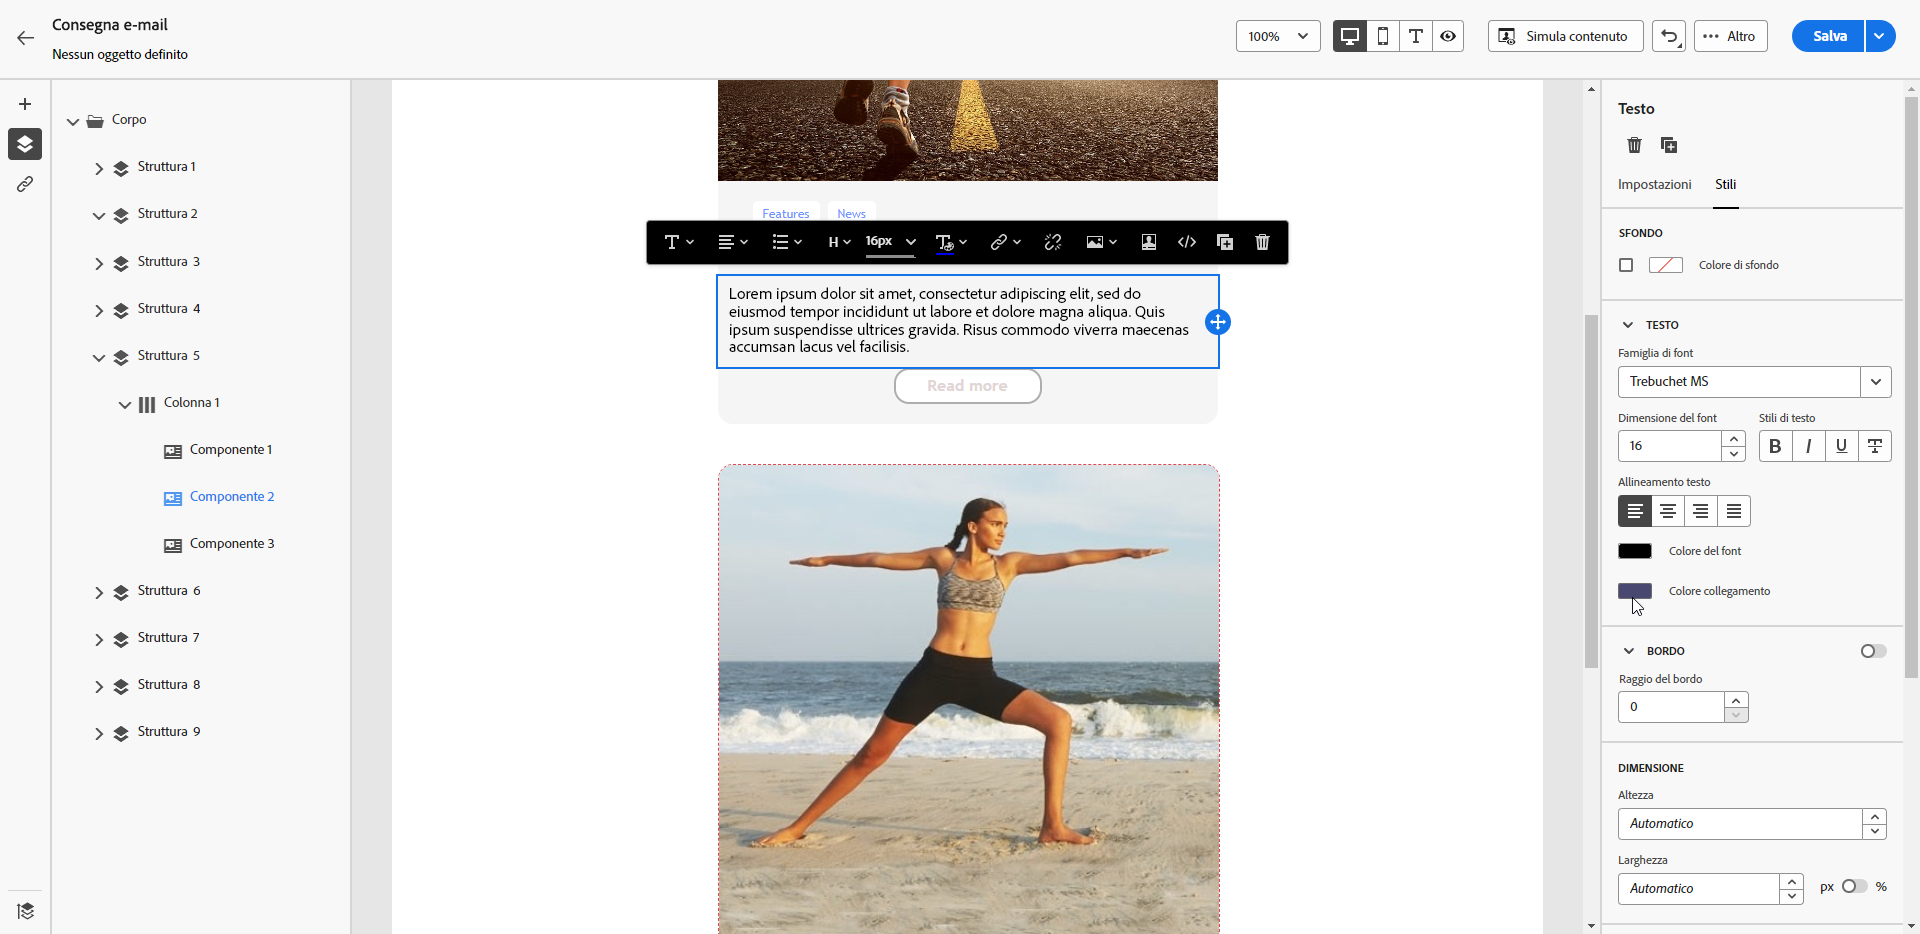 Consegna e-mail
Nessun oggetto definito
100%
Simula contenuto
Altro
Salva
Corpo
Struttura 1
Struttura 2
Struttura 3
Struttura 4
Struttura 5
Colonna 1
Componente 1
Componente 2
Componente 3
Struttura 6
Struttura 7
Struttura 8
Struttura 9
Features
News
H
16px
Lorem ipsum dolor sit amet, consectetur adipiscing elit, sed do
eiusmod tempor incididunt ut labore et dolore magna aliqua. Quis
ipsum suspendisse ultrices gravida. Risus commodo viverra maecenas
accumsan lacus vel facilisis.
Read more
Testo
Impostazioni Stili
SFONDO
Colore di sfondo
TESTO
Famiglia di font
Trebuchet MS
Dimensione del font Stili di testo
16 B I U T
Allineamento testo
Colore del font
Colore collegamento
BORDO
Raggio del bordo
0
DIMENSIONE
Altezza
Automatico
Larghezza
Automatico px %